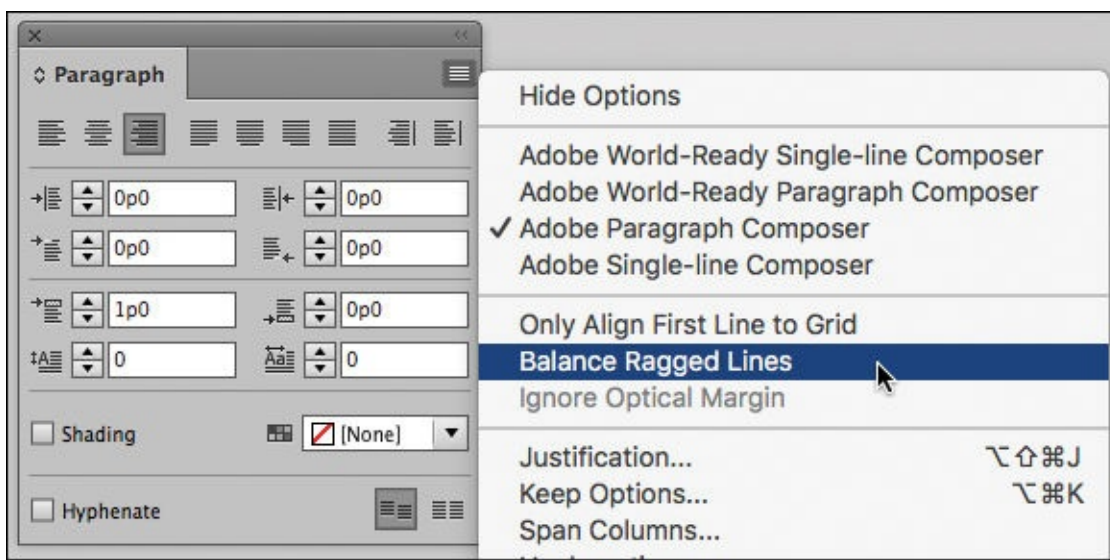 Paragraph
0p0 0p0
0p0 0p0
1p0 0p0
0 0
Shading [None]
Hyphenate
Hide Options
Adobe World-Ready Single-line Composer
Adobe World-Ready Paragraph Composer
✓ Adobe Paragraph Composer
Adobe Single-line Composer
Only Align First Line to Grid
Balance Ragged Lines
Ignore Optical Margin
Justification... ⌥⇧⌘J
Keep Options... ⌥⌘K
Span Columns...